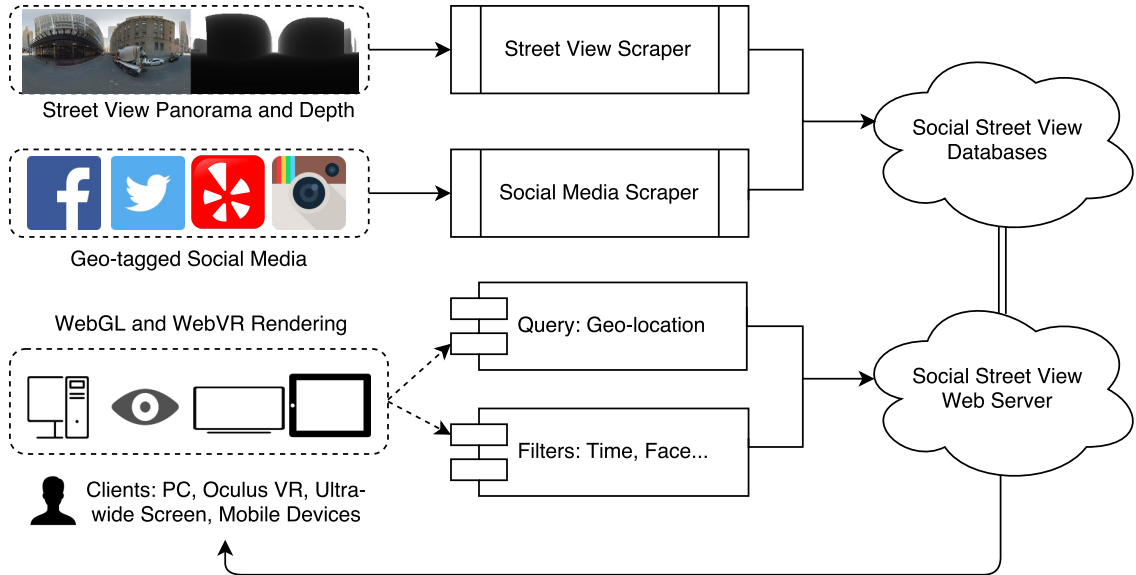 Street View Panorama and Depth
Street View Scraper
Social Street View
Databases
Geo-tagged Social Media
Social Media Scraper
WebGL and WebVR Rendering
Query: Geo-location
Filters: Time, Face...
Social Street View
Web Server
Clients: PC, Oculus VR, Ultra-
wide Screen, Mobile Devices